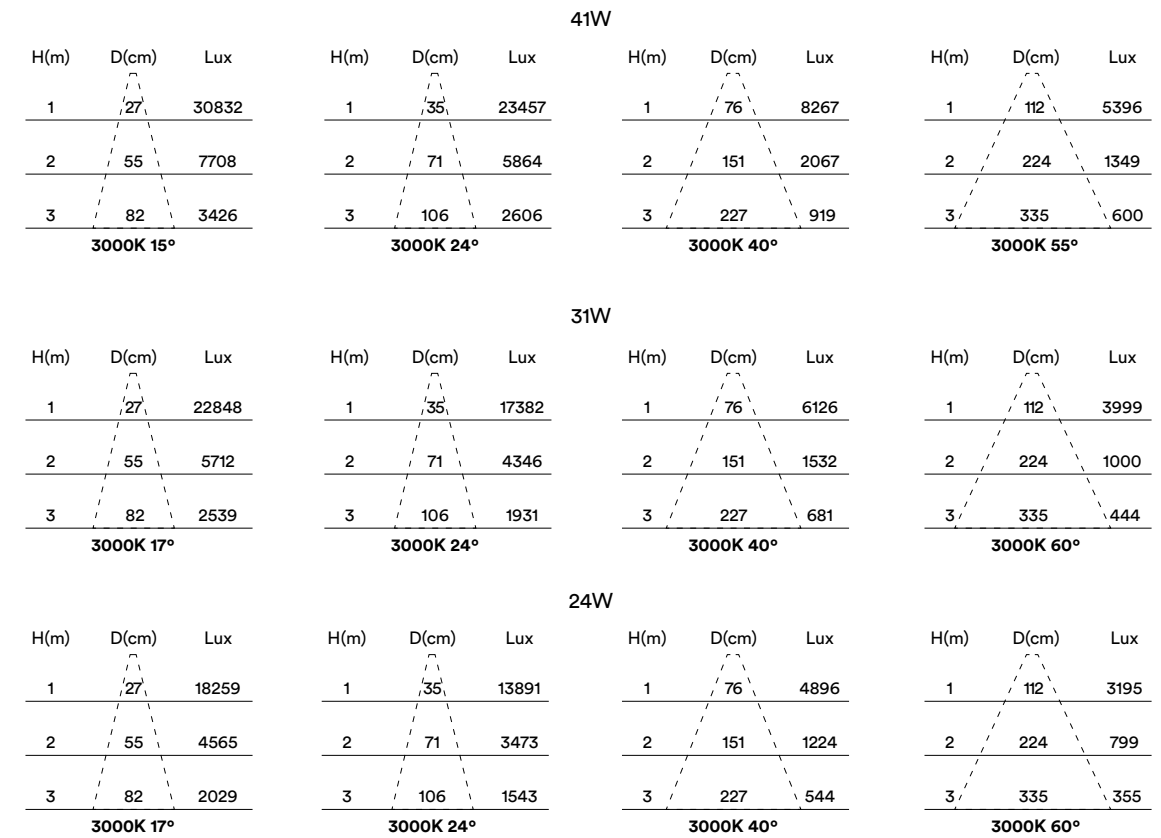 41W
H(m) D(cm) Lux H(m) D(cm) Lux H(m) D(cm) Lux H(m) D(cm) Lux
1 27 30832 1 35 23457 1 76 8267 1 112 5396
2 55 7708 2 71 5864 2 151 2067 2 224 1349
3 82 3426 3 106 2606 3 227 919 3 335 600
3000K 15° 3000K 24° 3000K 40° 3000K 55°
31W
H(m) D(cm) Lux H(m) D(cm) Lux H(m) D(cm) Lux H(m) D(cm) Lux
1 27 22848 1 35 17382 1 76 6126 1 112 3999
2 55 5712 2 71 4346 2 151 1532 2 224 1000
3 82 2539 3 106 1931 3 227 681 3 335 444
3000K 17° 3000K 24° 3000K 40° 3000K 60°
24W
H(m) D(cm) Lux H(m) D(cm) Lux H(m) D(cm) Lux H(m) D(cm) Lux
1 27 18259 1 35 13891 1 76 4896 1 112 3195
2 55 4565 2 71 3473 2 151 1224 2 224 799
3 82 2029 3 106 1543 3 227 544 3 335 355
3000K 17° 3000K 24° 3000K 40° 3000K 60°